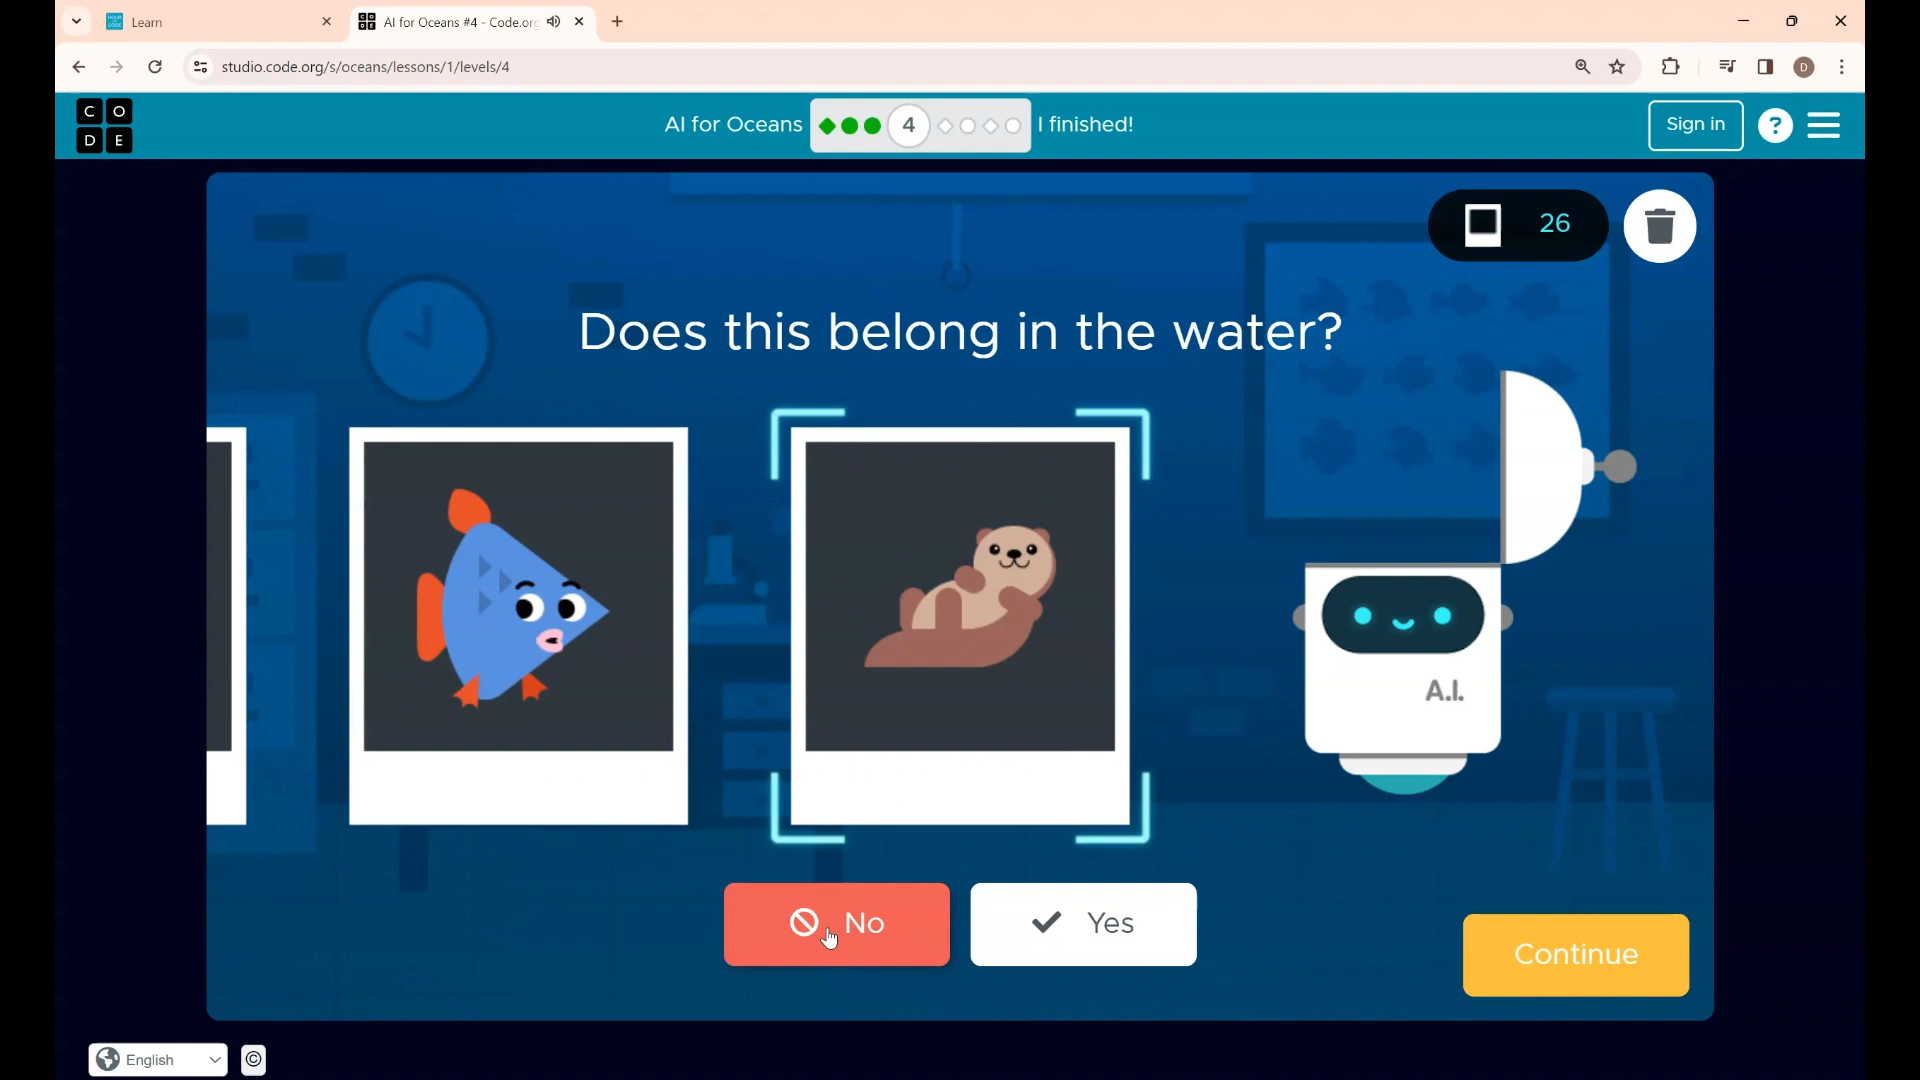 Learn
AI for Oceans #4 - Code.org
studio.code.org/s/oceans/lessons/1/levels/4
D
C O
D E
AI for Oceans 4 I finished!
Sign in
?
26
Does this belong in the water?
A.I.
No
Yes
Continue
English
©